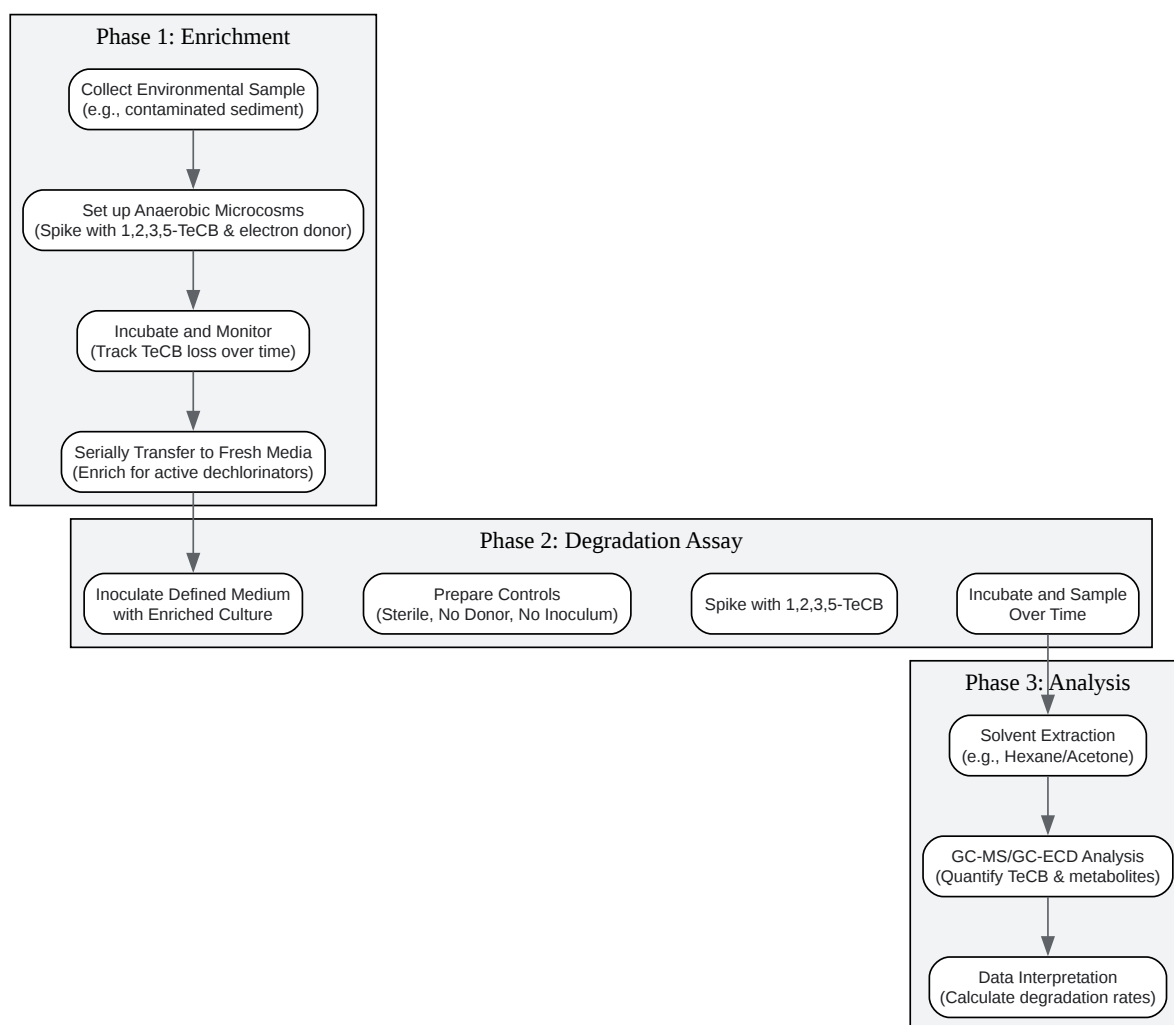 Phase 1: Enrichment
Collect Environmental Sample
(e.g., contaminated sediment)
Set up Anaerobic Microcosms
(Spike with 1,2,3,5-TeCB & electron donor)
Incubate and Monitor
(Track TeCB loss over time)
Serially Transfer to Fresh Media
(Enrich for active dechlorinators)
Phase 2: Degradation Assay
Inoculate Defined Medium
with Enriched Culture
Prepare Controls
(Sterile, No Donor, No Inoculum)
Spike with 1,2,3,5-TeCB
Incubate and Sample
Over Time
Phase 3: Analysis
Solvent Extraction
(e.g., Hexane/Acetone)
GC-MS/GC-ECD Analysis
(Quantify TeCB & metabolites)
Data Interpretation
(Calculate degradation rates)